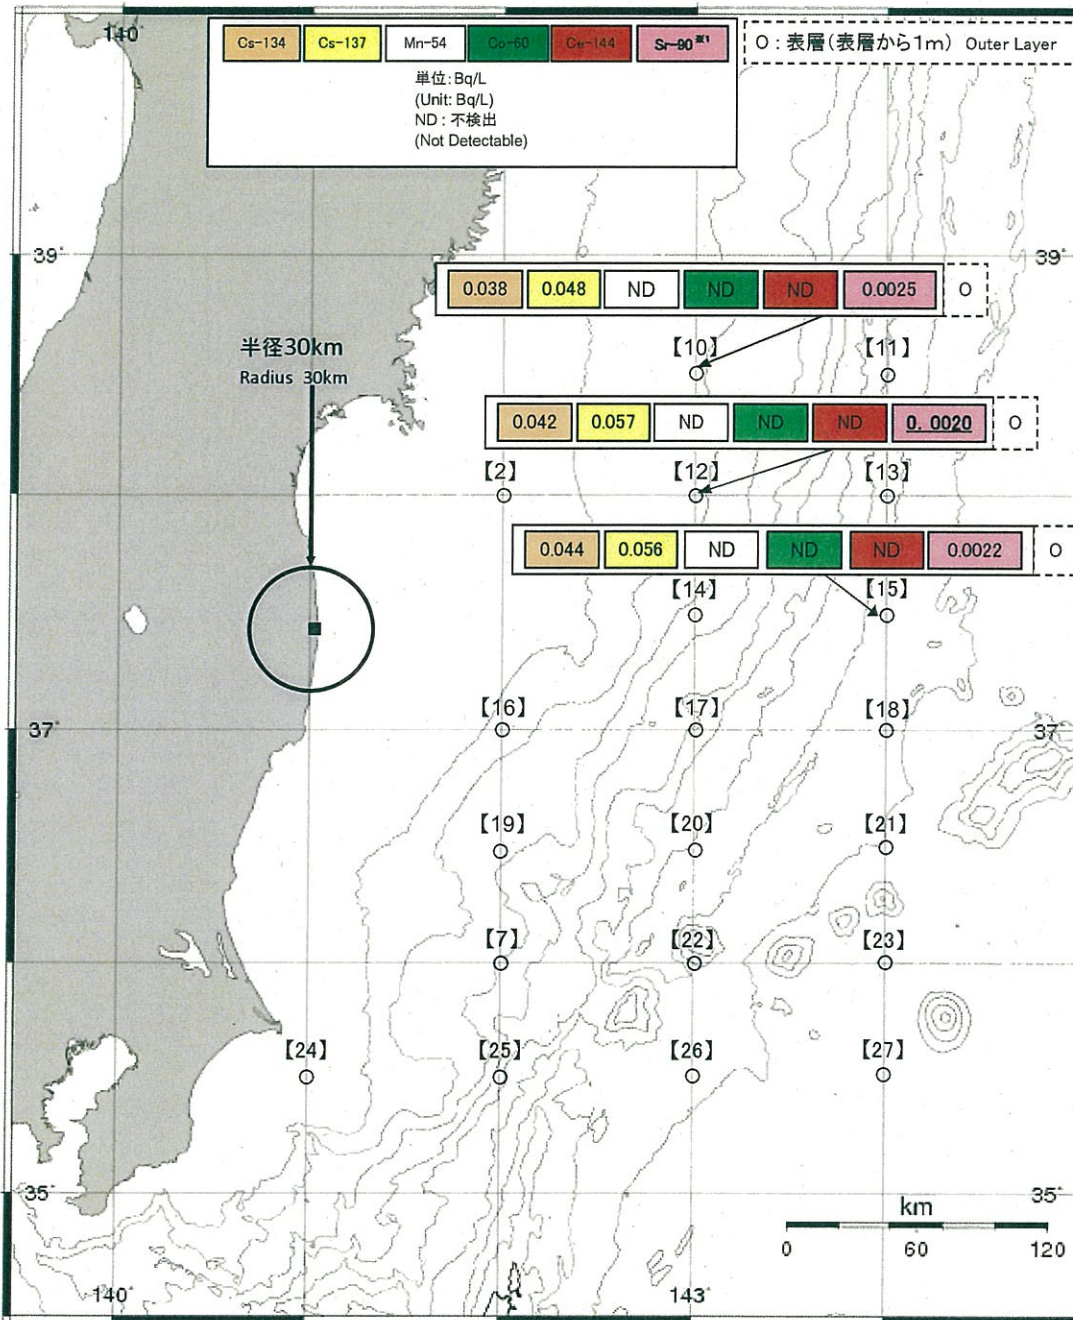 140°
Cs-134 Cs-137 Mn-54 Co-60 Ce-144 Sr-90※1
O:表層(表層から1m) Outer Layer
単位:Bq/L
(Unit: Bq/L)
ND:不検出
(Not Detectable)
39° 39°
0.038 0.048 ND ND ND 0.0025 O
半径30km
Radius 30km
【10】 【11】
0.042 0.057 ND ND ND 0. 0020 O
【2】 【12】 【13】
0.044 0.056 ND ND ND 0.0022 O
【14】 【15】
【16】 【17】 【18】
37° 37°
【19】 【20】 【21】
【7】 【22】 【23】
【24】 【25】 【26】 【27】
35° 35°
km
0 60 120
140° 143°